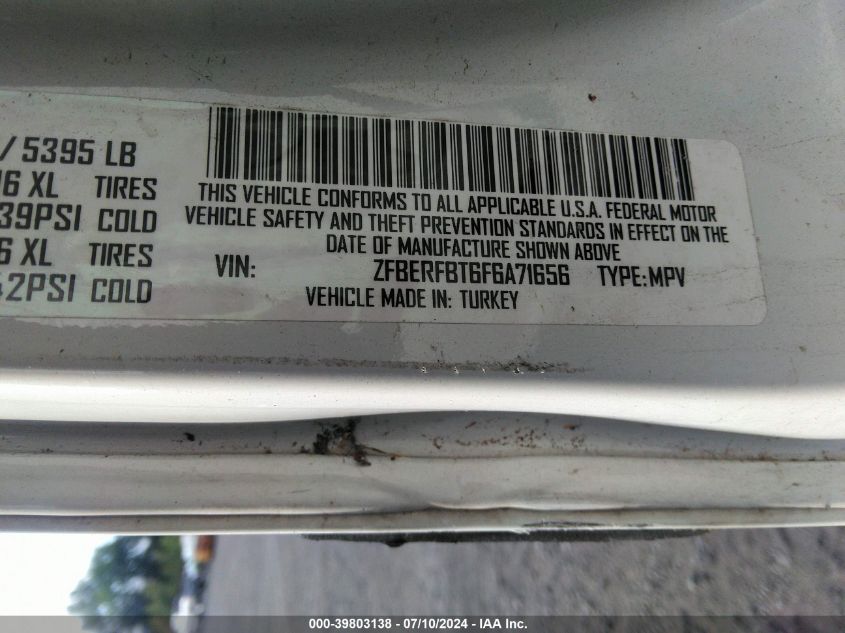 / 5395 LB
16 XL TIRES
39PSI COLD
6 XL TIRES
42PSI COLD
THIS VEHICLE CONFORMS TO ALL APPLICABLE U.S.A. FEDERAL MOTOR
VEHICLE SAFETY AND THEFT PREVENTION STANDARDS IN EFFECT ON THE
DATE OF MANUFACTURE SHOWN ABOVE
VIN: ZFBERFBT6F6A71656 TYPE:MPV
VEHICLE MADE IN: TURKEY
000-39803138 - 07/10/2024 - IAA Inc.